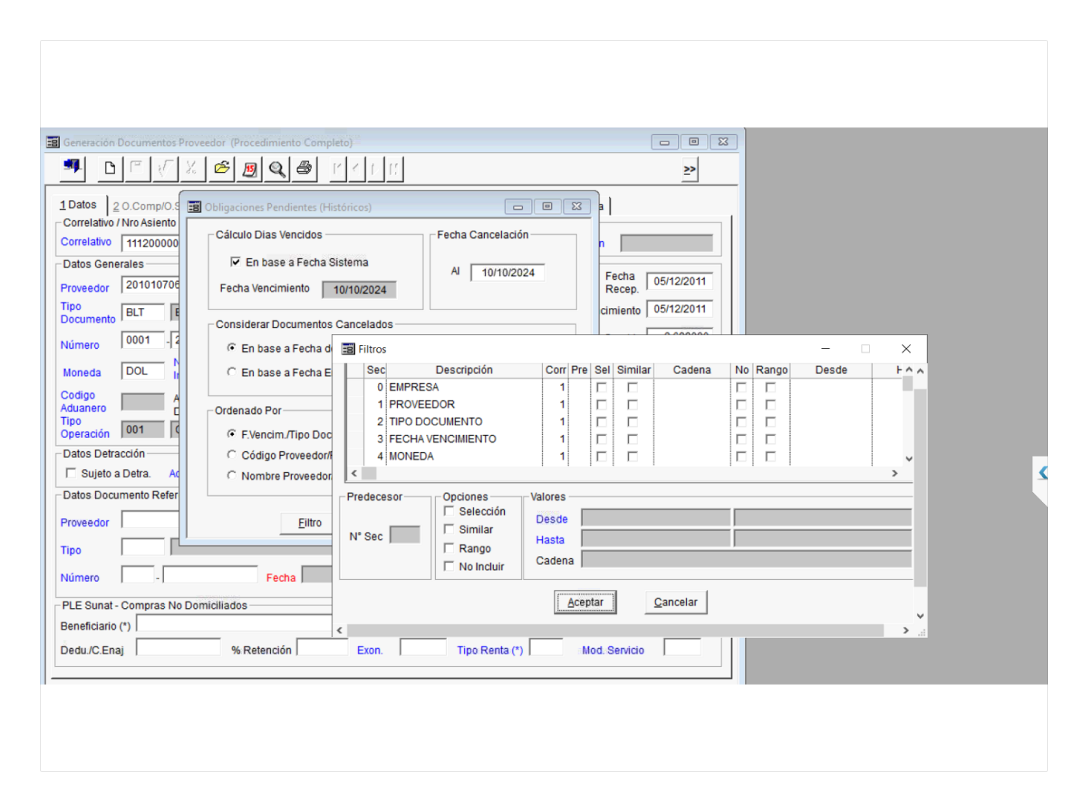 Generación Documentos Proveedor (Procedimiento Completo)
15
>>
1 Datos
2 O.Comp/O.S
a
Correlativo / Nro Asiento
Correlativo 111200000
n
Datos Generales
Proveedor 201010706
Tipo
Documento BLT
Número 0001 - 2
Moneda DOL
Codigo
Aduanero
Tipo
Operación 001
Fecha
Recep. 05/12/2011
cimiento 05/12/2011
Datos Detracción
Sujeto a Detra.
Datos Documento Refer
Proveedor
Tipo
Número - Fecha
PLE Sunat - Compras No Domiciliados
Beneficiario (*)
Dedu./C.Enaj % Retención Exon. Tipo Renta (*) Mod. Servicio
Obligaciones Pendientes (Históricos)
Cálculo Dias Vencidos
En base a Fecha Sistema
Fecha Vencimiento 10/10/2024
Fecha Cancelación
Al 10/10/2024
Considerar Documentos Cancelados
En base a Fecha d
En base a Fecha E
Ordenado Por
F.Vencim./Tipo Doc
Código Proveedor/
Nombre Proveedor
Filtro
Filtros
Sec Descripción Corr Pre Sel Similar Cadena No Rango Desde H
0 EMPRESA 1
1 PROVEEDOR 1
2 TIPO DOCUMENTO 1
3 FECHA VENCIMIENTO 1
4 MONEDA 1
Predecesor
N° Sec
Opciones
Selección
Similar
Rango
No Incluir
Valores
Desde
Hasta
Cadena
Aceptar
Cancelar